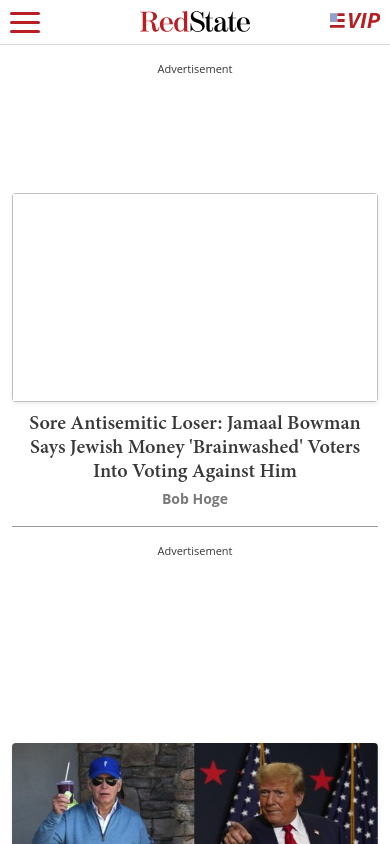 RedState
VIP
Advertisement
Sore Antisemitic Loser: Jamaal Bowman
Says Jewish Money 'Brainwashed' Voters
Into Voting Against Him
Bob Hoge
Advertisement